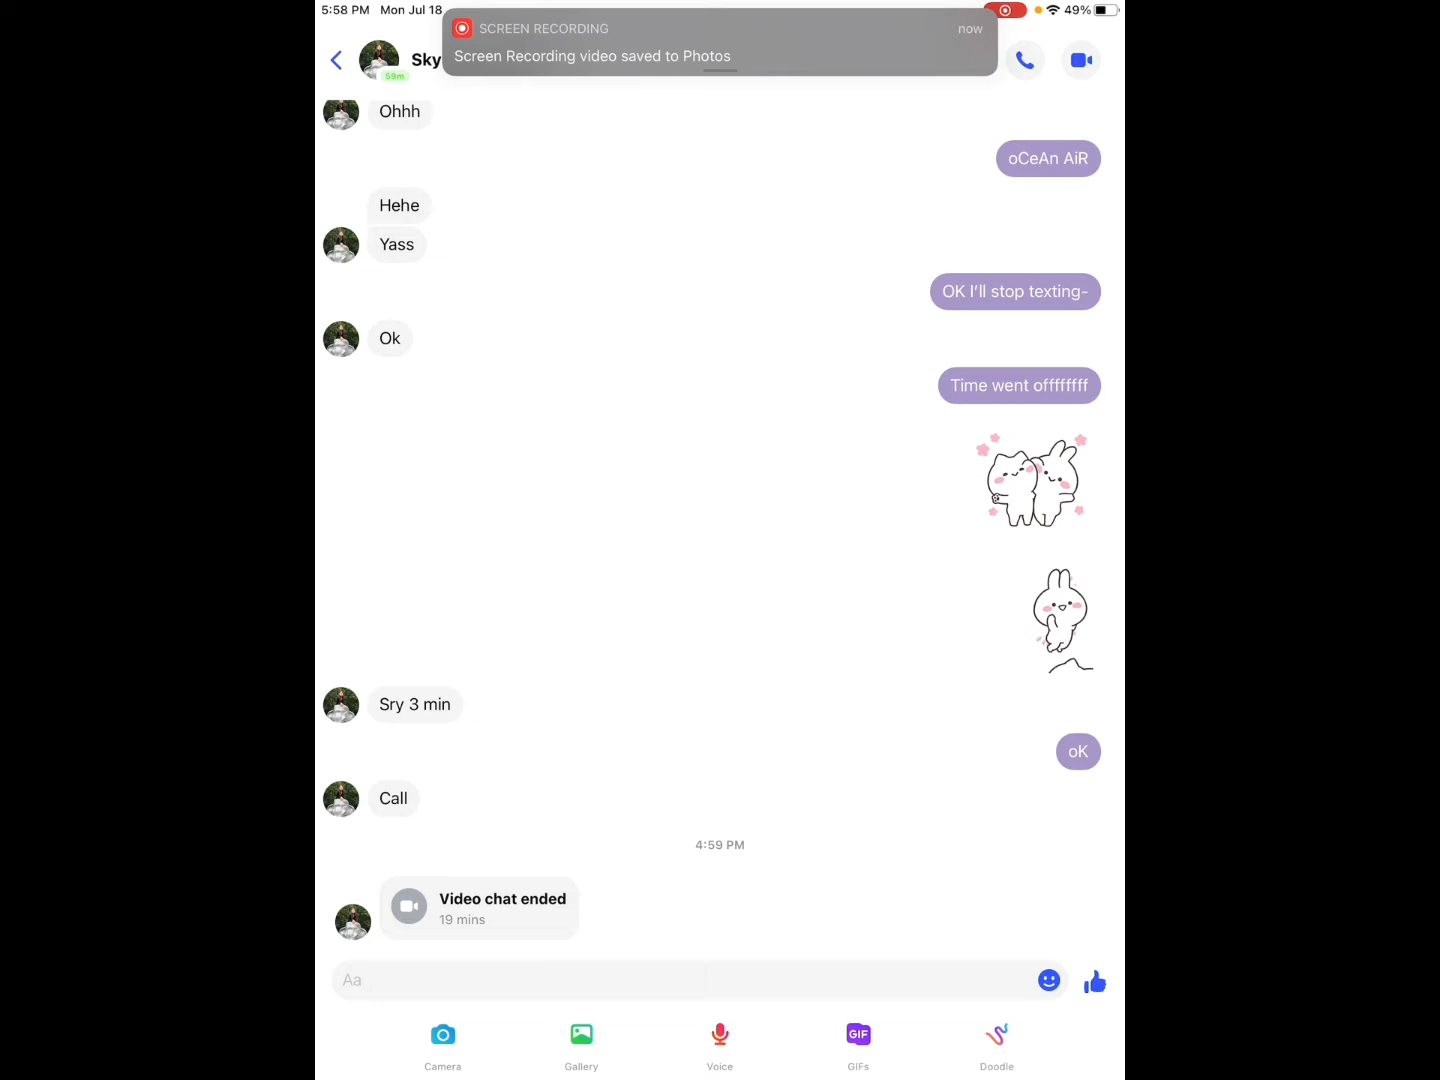 5:58 PM Mon Jul 18
49%
SCREEN RECORDING
now
Screen Recording video saved to Photos
Sky
59m
Ohhh
oCeAn AiR
Hehe
Yass
OK I’ll stop texting-
Ok
Time went offfffffff
Sry 3 min
oK
Call
4:59 PM
Video chat ended
19 mins
Aa
GIF
Camera
Gallery
Voice
GIFs
Doodle